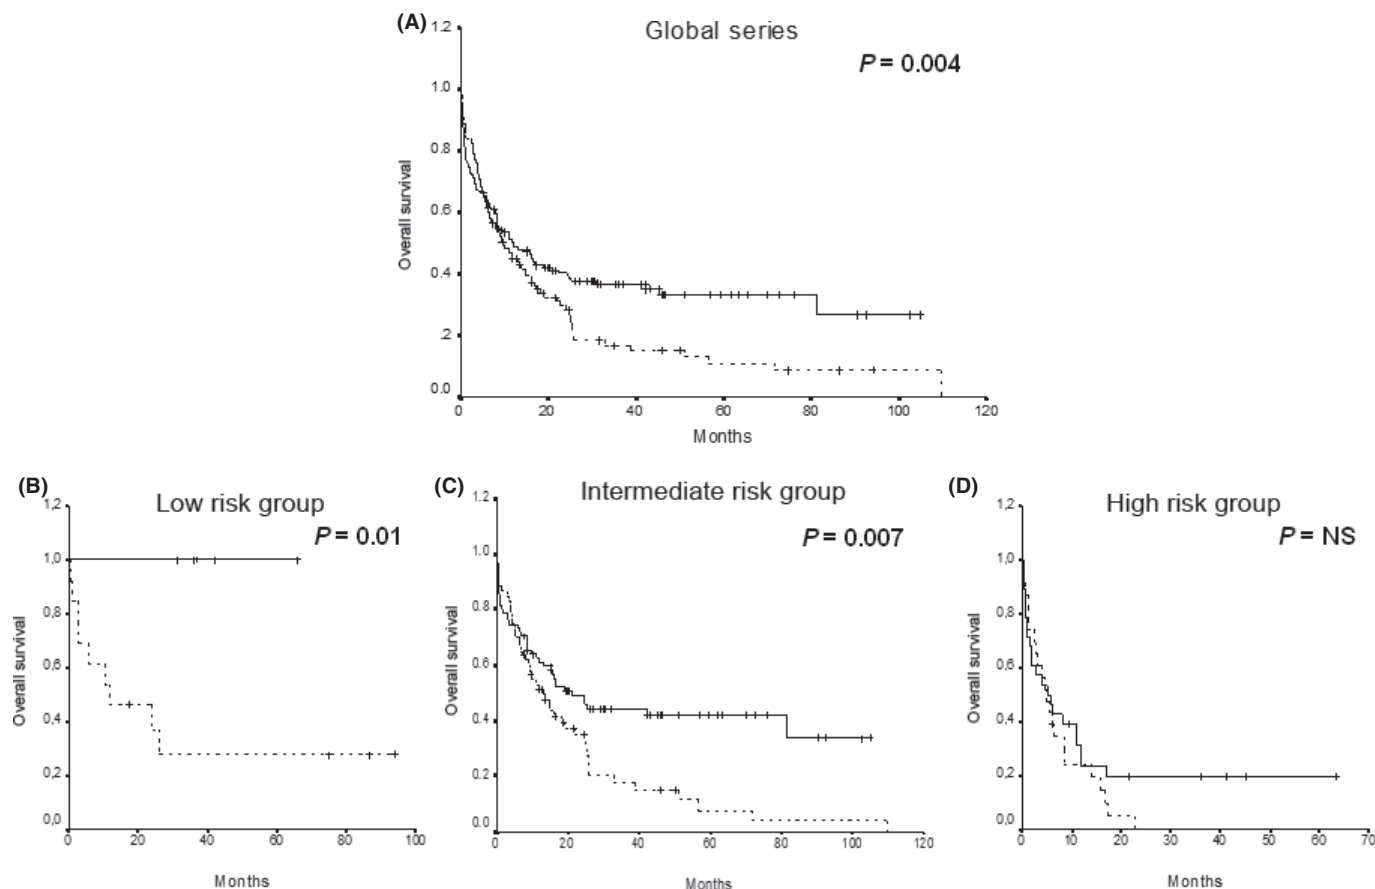 (A)
Global series
P = 0.004
1.2
1.0
0.8
0.6
0.4
.2
0.0
Overall survival
0 20 40 60 80 100 120
Months
(B)
Low risk group
P = 0.01
1,2
1,0
0,8
0,6
0,4
0,2
0,0
Overall survival
0 20 40 60 80 100
Months
(C)
Intermediate risk group
P = 0.007
1.2
1.0
0.8
0.6
0.4
0.2
0.0
Overall survival
0 20 40 60 80 100 120
Months
(D)
High risk group
P = NS
1,2
1,0
0,8
0,6
0,4
0,2
0,0
Overall survival
0 10 20 30 40 50 60 70
Months